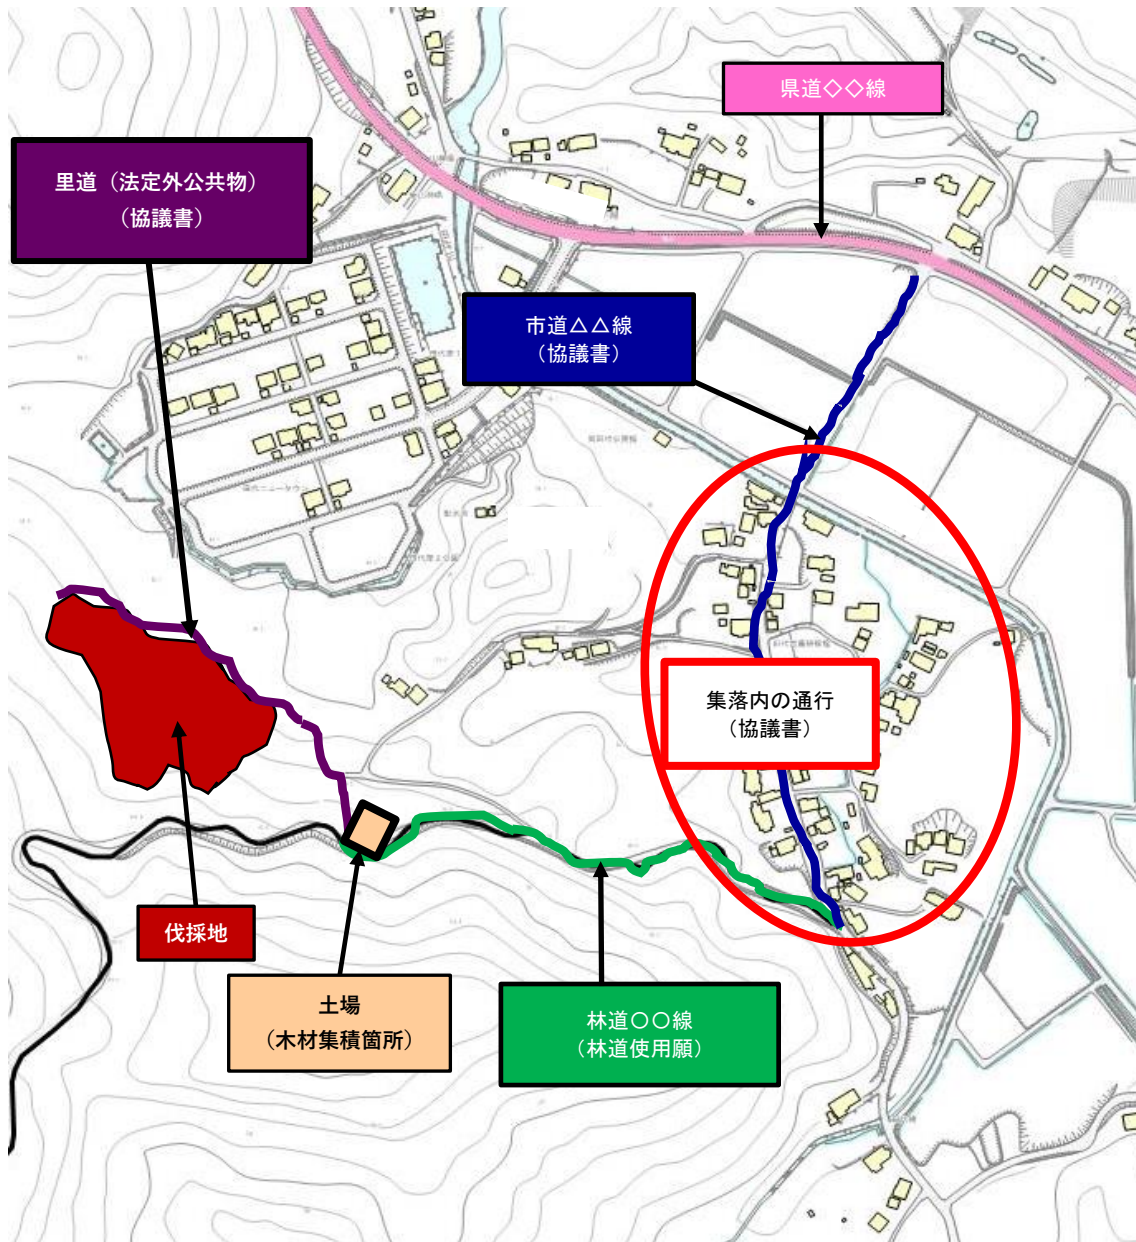 県道◇◇線
里道（法定外公共物）
（協議書）
市道△△線
（協議書）
集落内の通行
（協議書）
伐採地
土場
（木材集積箇所）
林道〇〇線
（林道使用願）